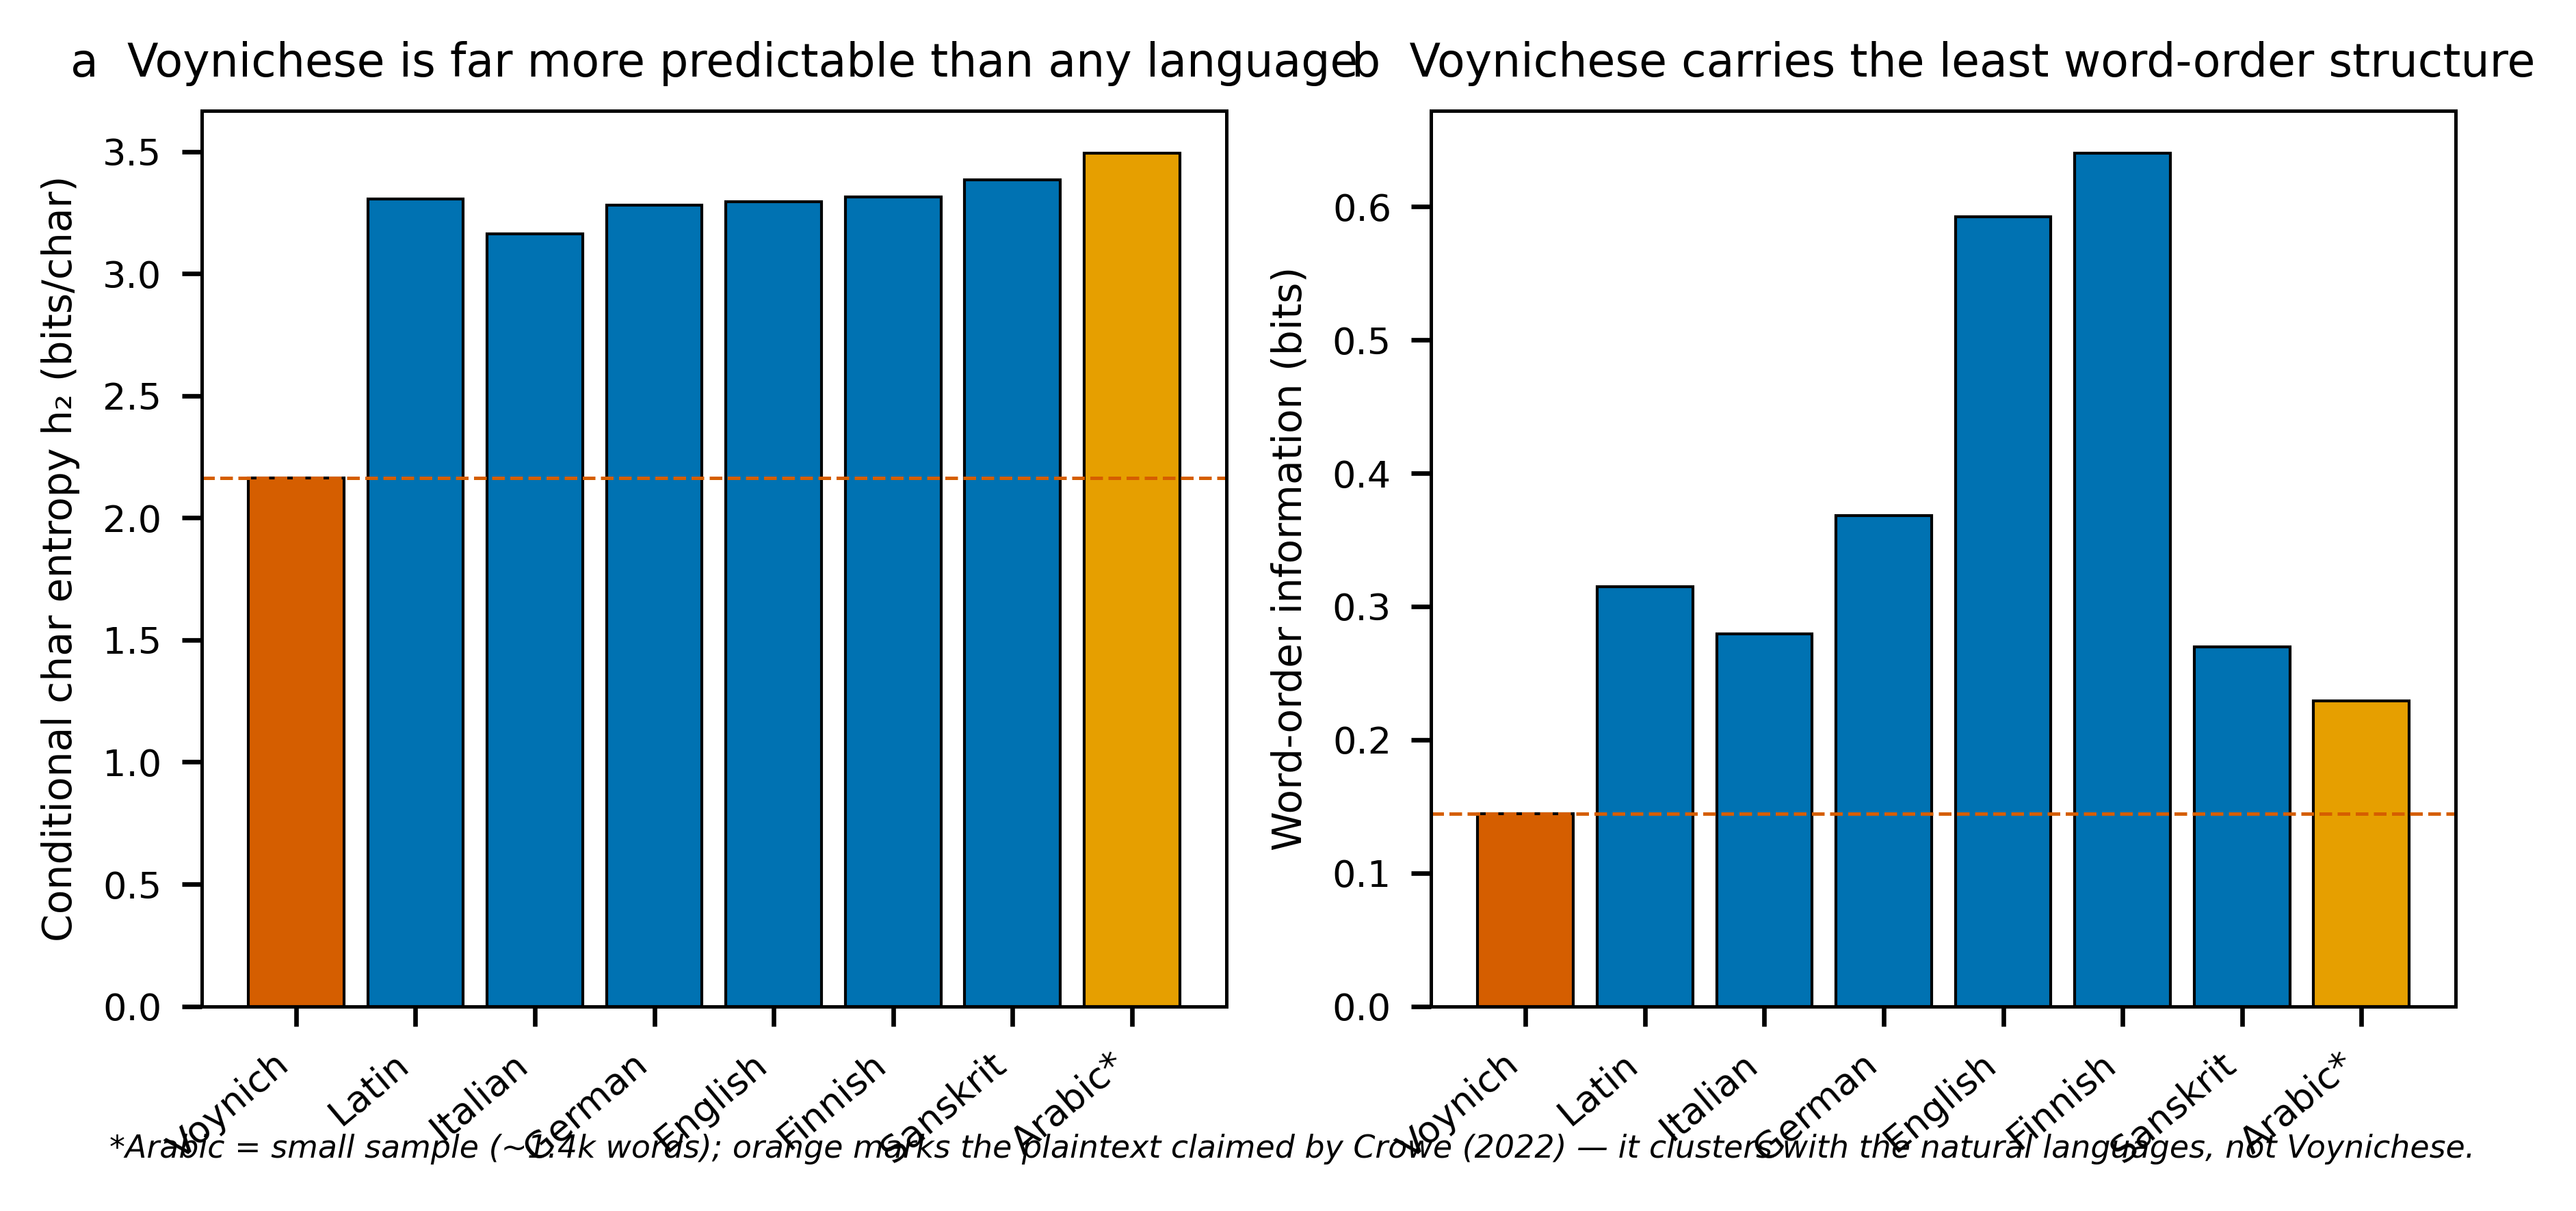 a Voynichese is far more predictable than any language
b Voynichese carries the least word-order structure
Conditional char entropy h₂ (bits/char)
3.5
3.0
2.5
2.0
1.5
1.0
0.5
0.0
Voynich
Latin
Italian
German
English
Finnish
Sanskrit
Arabic*
Word-order information (bits)
0.6
0.5
0.4
0.3
0.2
0.1
0.0
Voynich
Latin
Italian
German
English
Finnish
Sanskrit
Arabic*
*Arabic = small sample (~1.4k words); orange marks the plaintext claimed by Crowe (2022) — it clusters with the natural languages, not Voynichese.